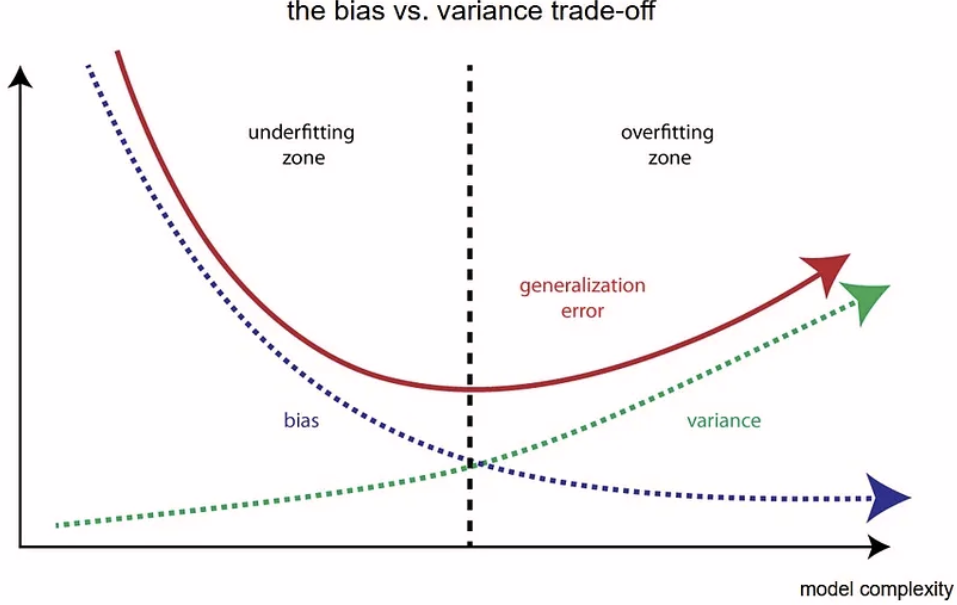 the bias vs. variance trade-off
underfitting
zone
overfitting
zone
generalization
error
bias
variance
model complexity